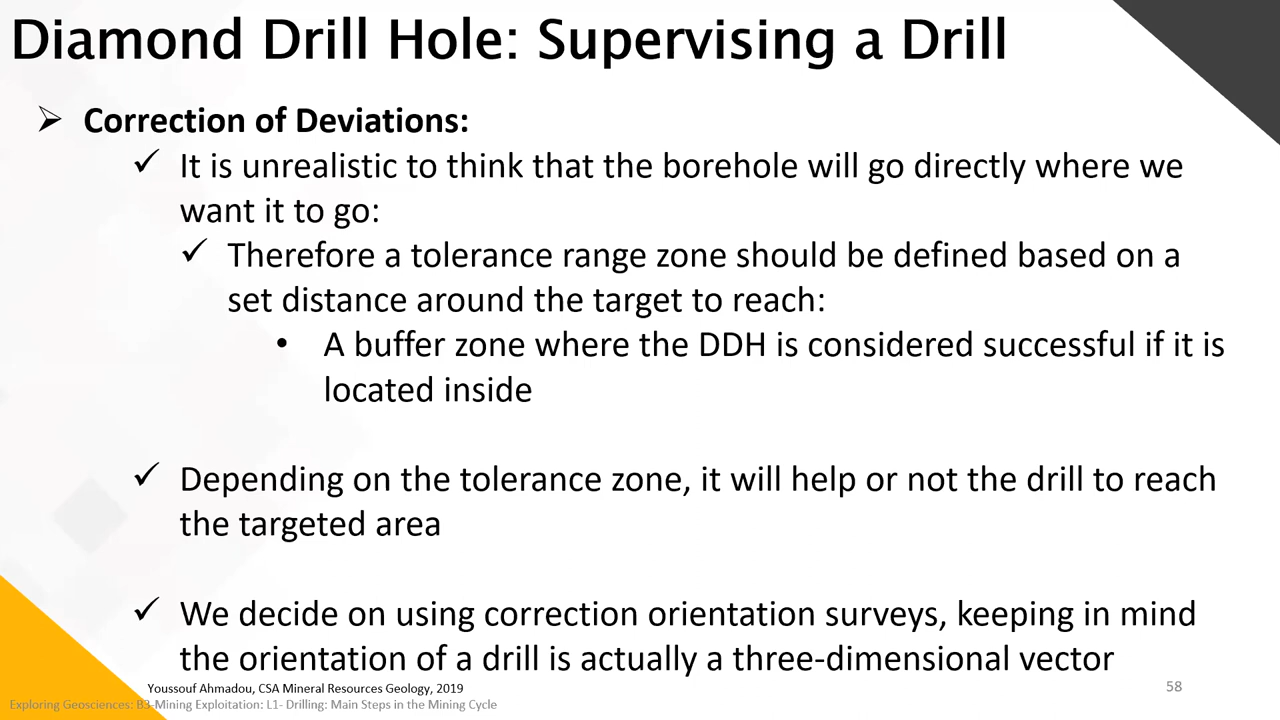 Diamond Drill Hole: Supervising a Drill
➢ Correction of Deviations:
✓ It is unrealistic to think that the borehole will go directly where we
want it to go:
✓ Therefore a tolerance range zone should be defined based on a
set distance around the target to reach:
• A buffer zone where the DDH is considered successful if it is
located inside
✓ Depending on the tolerance zone, it will help or not the drill to reach
the targeted area
✓ We decide on using correction orientation surveys, keeping in mind
the orientation of a drill is actually a three-dimensional vector
Youssouf Ahmadou, CSA Mineral Resources Geology, 2019
58
Exploring Geosciences: B3-Mining Exploitation: L1- Drilling: Main Steps in the Mining Cycle